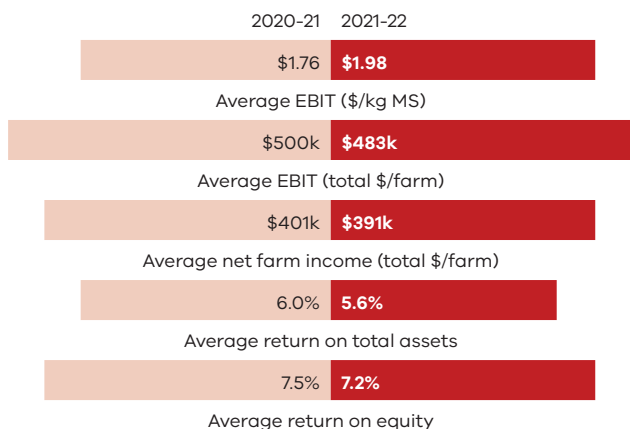 2020-21 2021-22
$1.76 $1.98
Average EBIT ($/kg MS)
$500k $483k
Average EBIT (total $/farm)
$401k $391k
Average net farm income (total $/farm)
6.0% 5.6%
Average return on total assets
7.5% 7.2%
Average return on equity